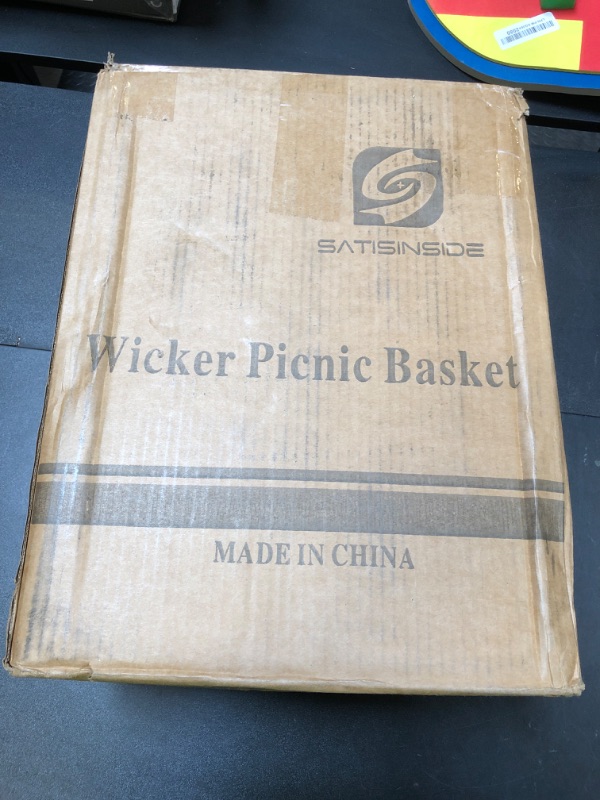 SATISINSIDE
Wicker Picnic Basket
MADE IN CHINA